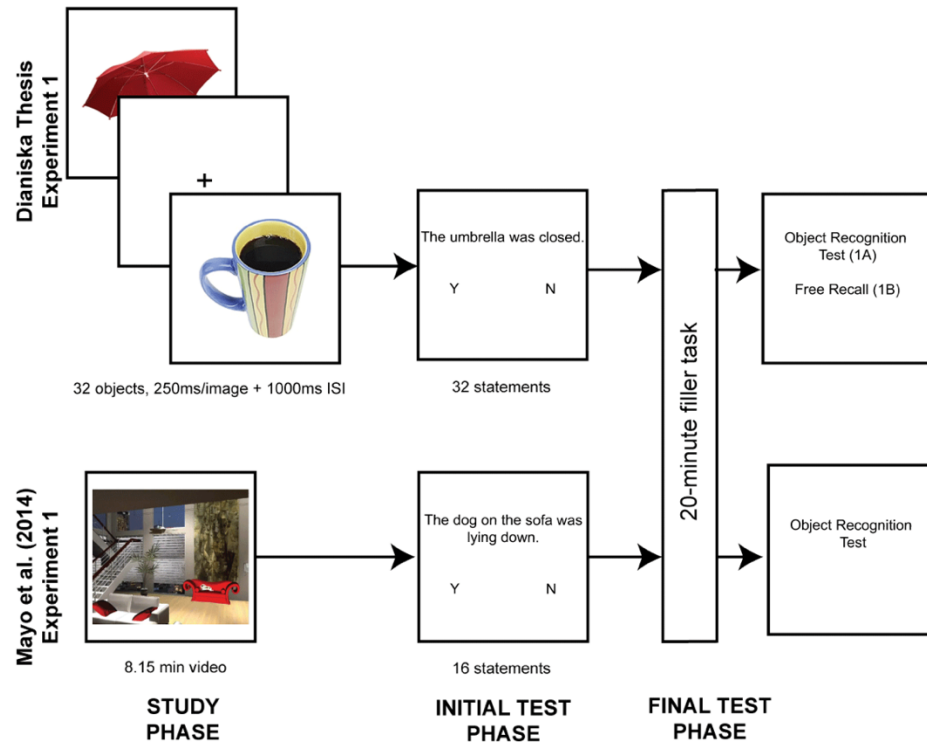 Dianiska Thesis
Experiment 1
+
The umbrella was closed.
Y N
Object Recognition
Test (1A)
Free Recall (1B)
32 objects, 250ms/image + 1000ms ISI
32 statements
20-minute filler task
Mayo et al. (2014)
Experiment 1
The dog on the sofa was
lying down.
Y N
Object Recognition
Test
8.15 min video
16 statements
STUDY
PHASE
INITIAL TEST
PHASE
FINAL TEST
PHASE